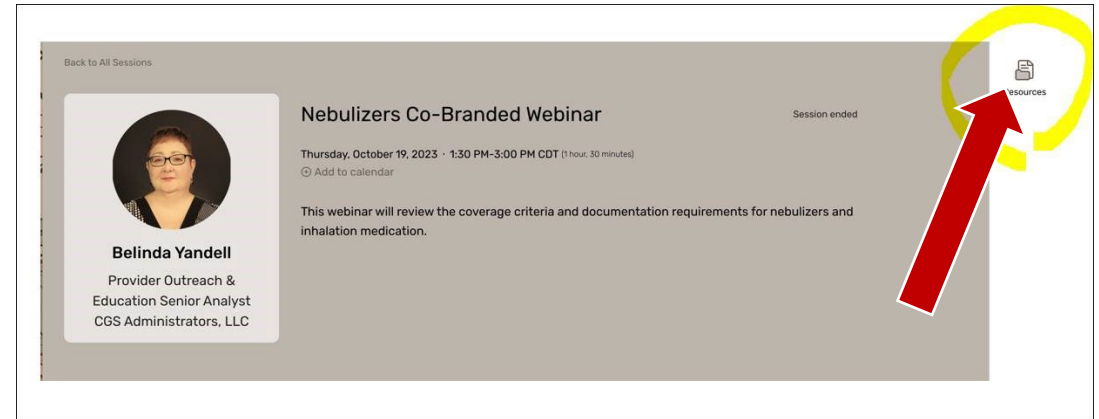 Back to All Sessions
Nebulizers Co-Branded Webinar
Session ended
Thursday, October 19, 2023 · 1:30 PM-3:00 PM CDT (1 hour, 30 minutes)
Add to calendar
This webinar will review the coverage criteria and documentation requirements for nebulizers and
inhalation medication.
Belinda Yandell
Provider Outreach &
Education Senior Analyst
CGS Administrators, LLC
esources